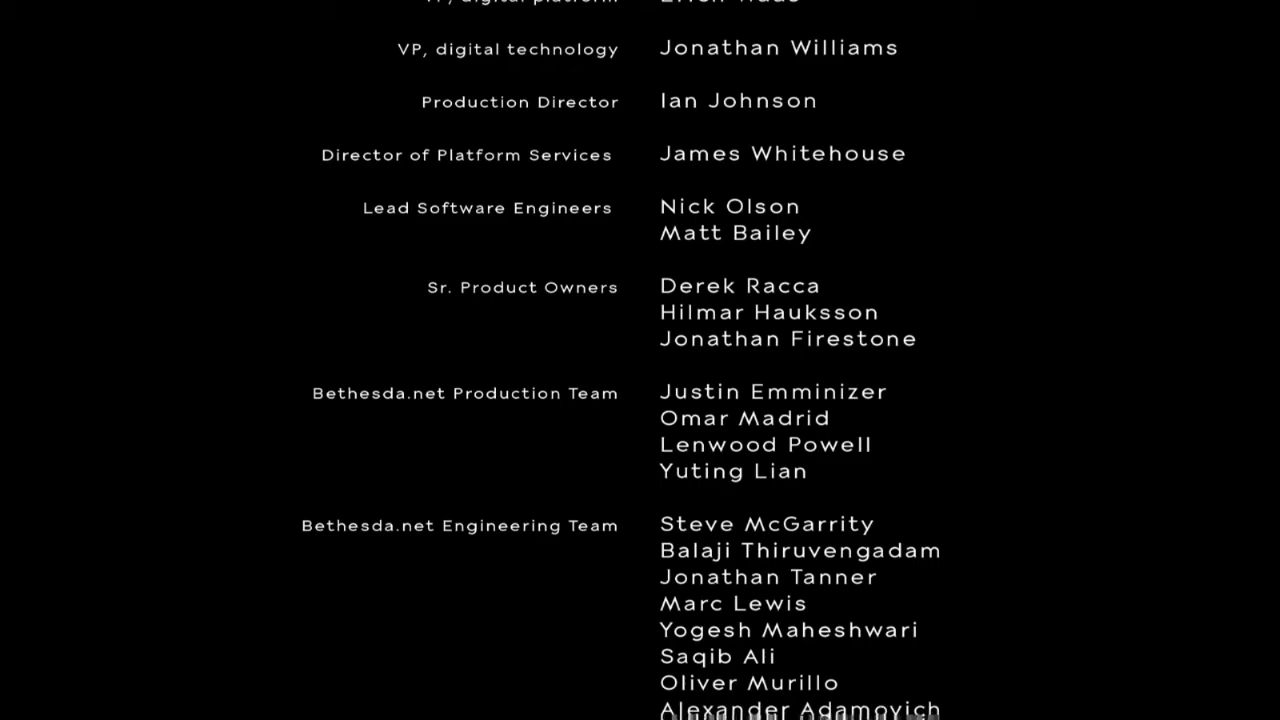 VP, digital technology Jonathan Williams
Production Director Ian Johnson
Director of Platform Services James Whitehouse
Lead Software Engineers Nick Olson
Matt Bailey
Sr. Product Owners Derek Racca
Hilmar Hauksson
Jonathan Firestone
Bethesda.net Production Team Justin Emminizer
Omar Madrid
Lenwood Powell
Yuting Lian
Bethesda.net Engineering Team Steve McGarrity
Balaji Thiruvengadam
Jonathan Tanner
Marc Lewis
Yogesh Maheshwari
Saqib Ali
Oliver Murillo
Alexander Adamovich